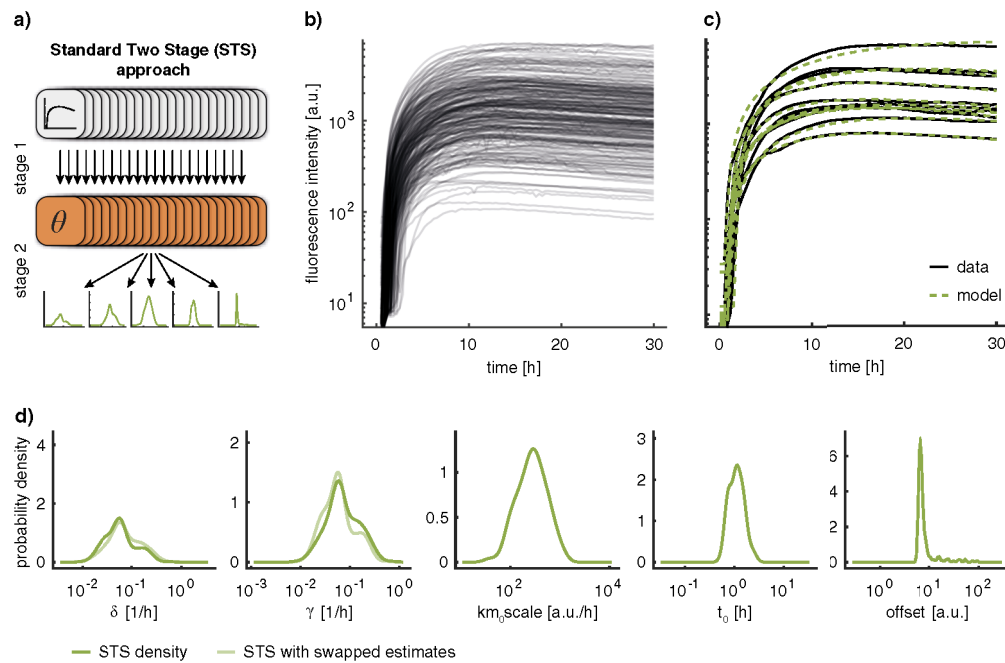 a)
Standard Two Stage (STS)
approach
stage 1
θ
stage 2
b)
fluorescence intensity [a.u.]
10³
10²
10¹
0
10
20
30
time [h]
c)
data
model
0
10
20
30
time [h]
d)
probability density
4
2
0
10⁻²
10⁻¹
10⁰
δ [1/h]
2
1
0
10⁻³
10⁻²
10⁻¹
10⁰
γ [1/h]
1
0.5
0
10²
10⁴
km₀scale [a.u./h]
3
2
1
0
10⁻¹
10⁰
10¹
t₀ [h]
6
4
2
0
10⁰
10¹
10²
offset [a.u.]
STS density
STS with swapped estimates